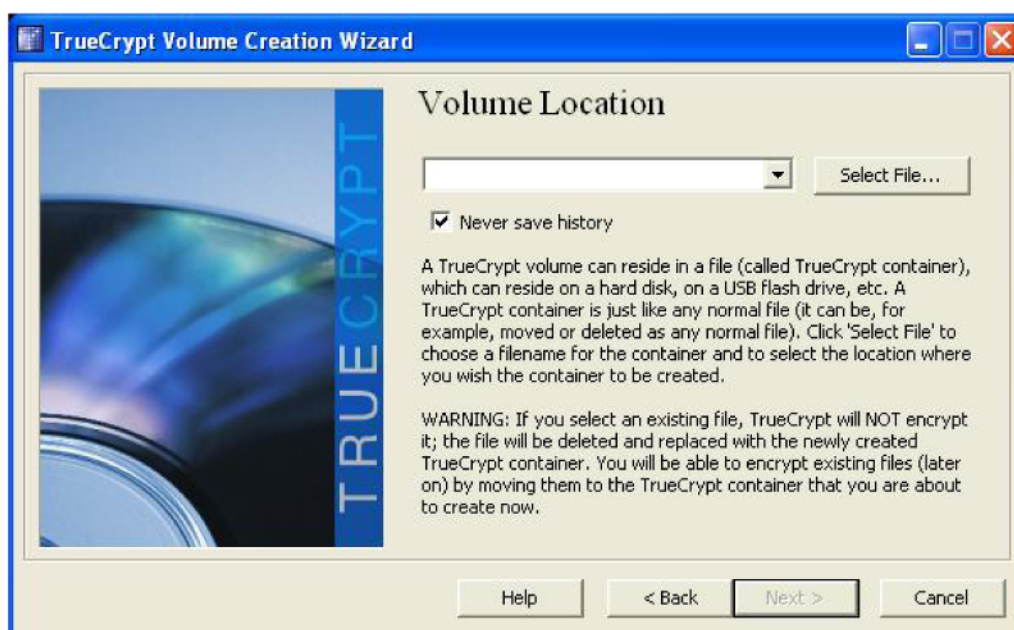 TrueCrypt Volume Creation Wizard
TRUECRYPT
Volume Location
Select File...
Never save history
A TrueCrypt volume can reside in a file (called TrueCrypt container),
which can reside on a hard disk, on a USB flash drive, etc. A
TrueCrypt container is just like any normal file (it can be, for
example, moved or deleted as any normal file). Click 'Select File' to
choose a filename for the container and to select the location where
you wish the container to be created.
WARNING: If you select an existing file, TrueCrypt will NOT encrypt
it; the file will be deleted and replaced with the newly created
TrueCrypt container. You will be able to encrypt existing files (later
on) by moving them to the TrueCrypt container that you are about
to create now.
Help
< Back
Next >
Cancel